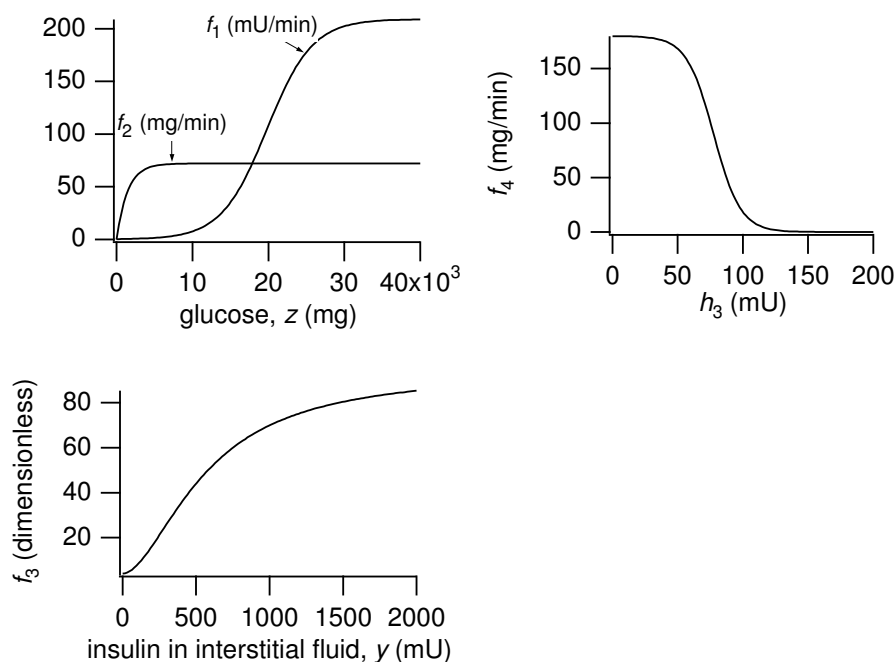 200
150
100
50
0
f1 (mU/min)
f2 (mg/min)
0 10 20 30 40x10³
glucose, z (mg)
f4 (mg/min)
150
100
50
0
0 50 100 150 200
h3 (mU)
f3 (dimensionless)
80
60
40
20
0 500 1000 1500 2000
insulin in interstitial fluid, y (mU)